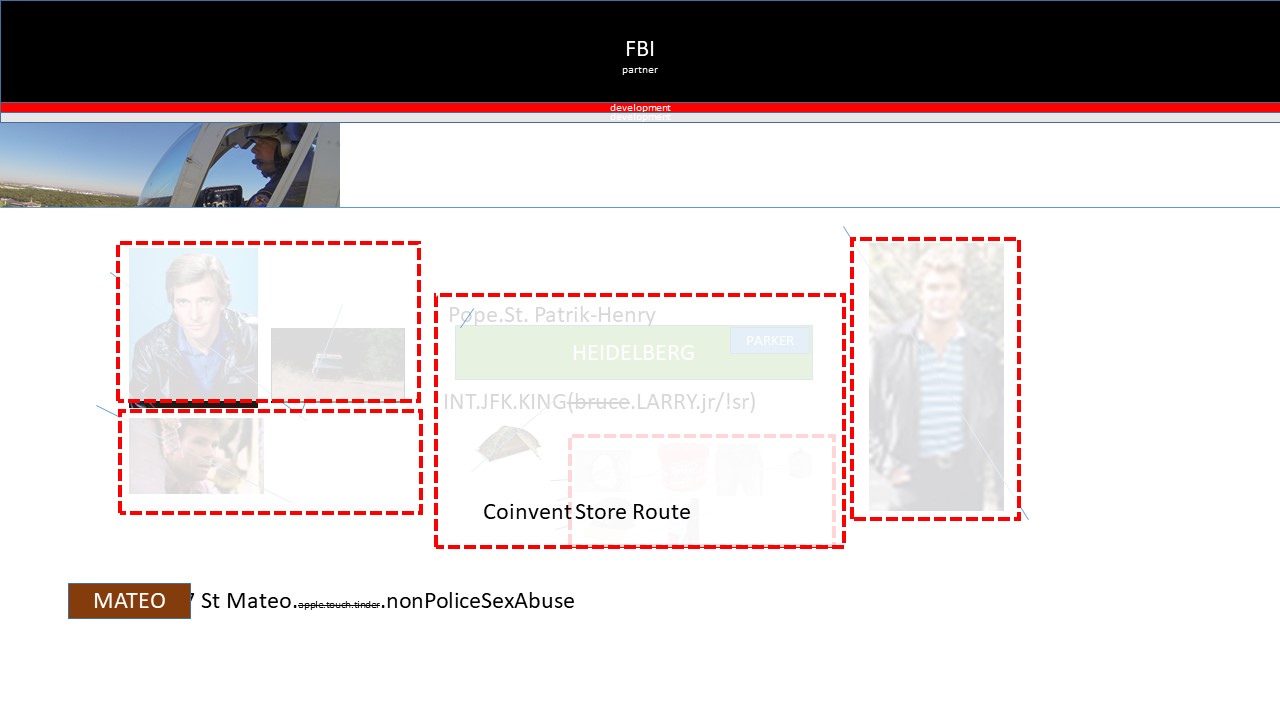 FBI
partner
development
development
Pope.St. Patrik-Henry
HEIDELBERG
PARKER
INT.JFK.KING(bruce.LARRY.jr/!sr)
Coinvent Store Route
MATEO
7 St Mateo.apple.touch.tinder.nonPoliceSexAbuse